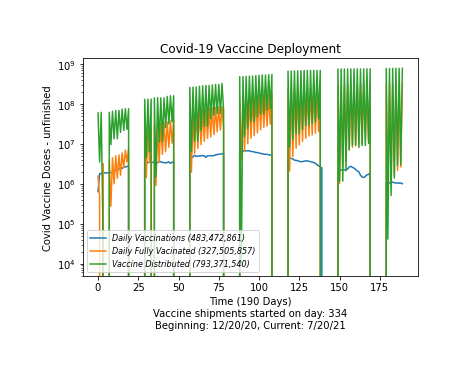 Covid-19 Vaccine Deployment
Covid Vaccine Doses - unfinished
10⁹
10⁸
10⁷
10⁶
10⁵
10⁴
Daily Vaccinations (483,472,861)
Daily Fully Vacinated (327,505,857)
Vaccine Distributed (793,371,540)
0 25 50 75 100 125 150 175
Time (190 Days)
Vaccine shipments started on day: 334
Beginning: 12/20/20, Current: 7/20/21